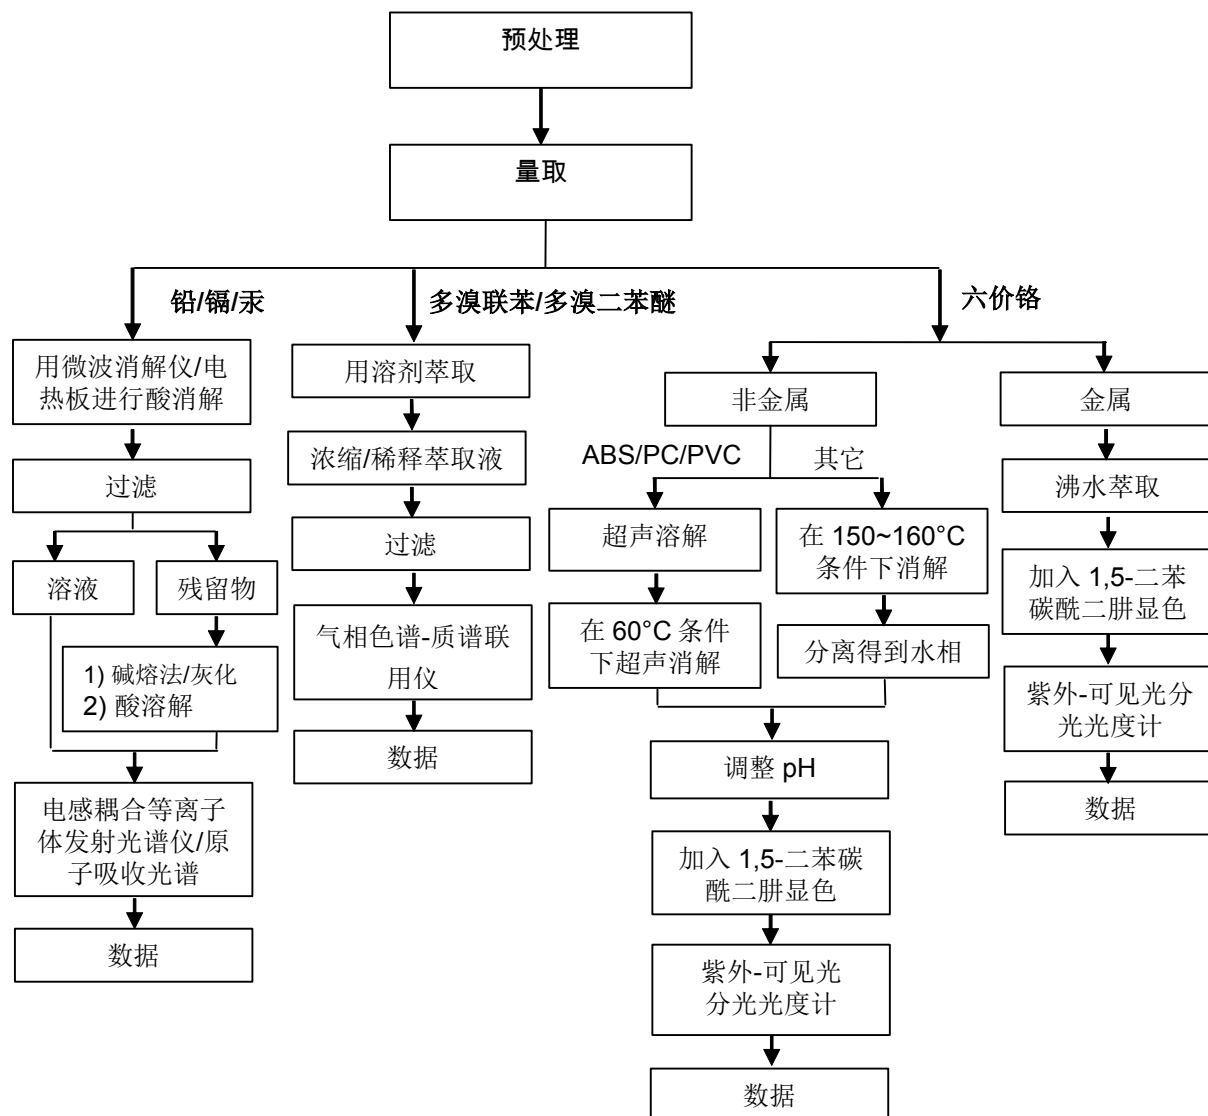 预处理
量取
铅/镉/汞
用微波消解仪/电
热板进行酸消解
过滤
溶液
残留物
1) 碱熔法/灰化
2) 酸溶解
电感耦合等离子
体发射光谱仪/原
子吸收光谱
数据
多溴联苯/多溴二苯醚
用溶剂萃取
浓缩/稀释萃取液
过滤
气相色谱-质谱联
用仪
数据
六价铬
非金属
ABS/PC/PVC
其它
超声溶解
在 60°C 条件
下超声消解
在 150~160°C
条件下消解
分离得到水相
调整 pH
加入 1,5-二苯碳
酰二肼显色
紫外-可见光
分光光度计
数据
金属
沸水萃取
加入 1,5-二苯
碳酰二肼显色
紫外-可见光分
光光度计
数据